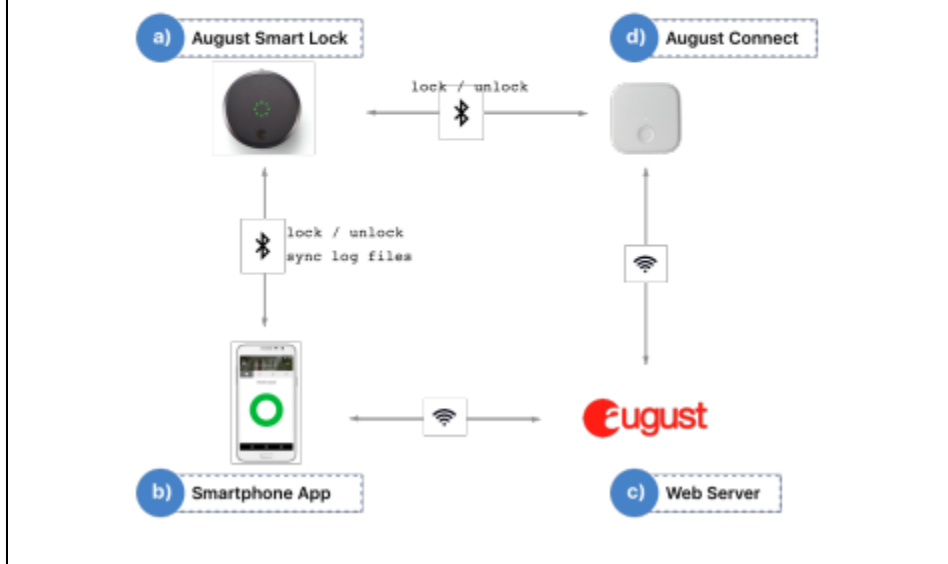 a) August Smart Lock
d) August Connect
lock / unlock
lock / unlock
sync log files
august
b) Smartphone App
c) Web Server